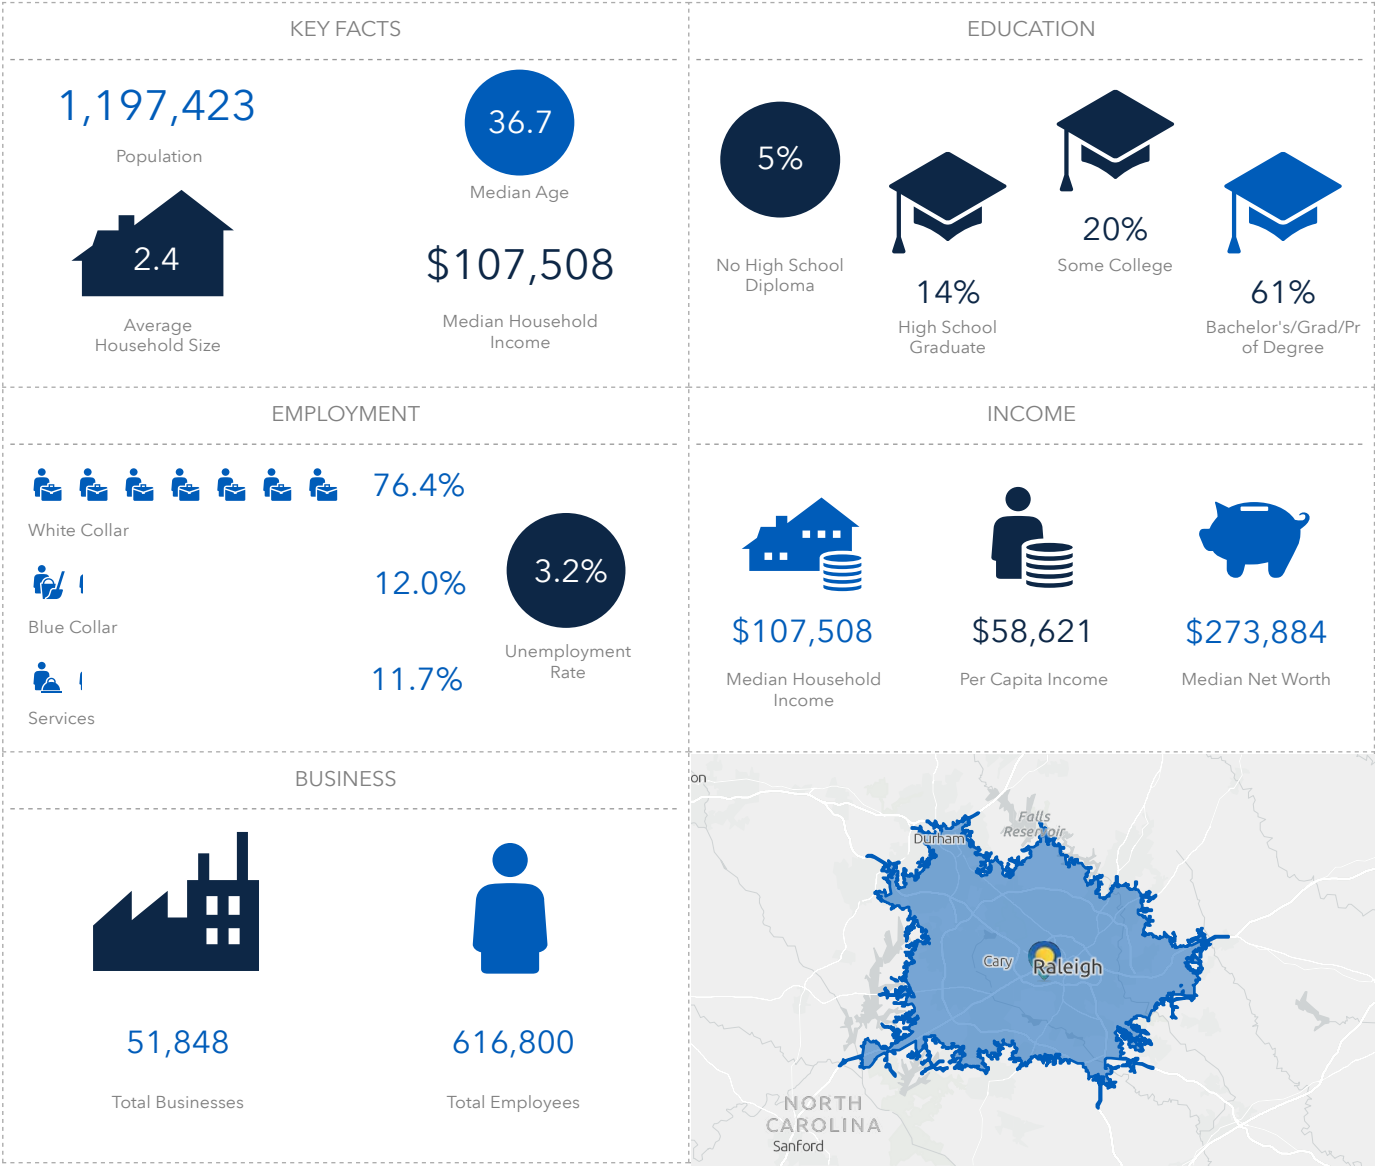 KEY FACTS
1,197,423
Population
36.7
Median Age
2.4
Average
Household Size
$107,508
Median Household
Income
EDUCATION
5%
No High School
Diploma
14%
High School
Graduate
20%
Some College
61%
Bachelor's/Grad/Pr
of Degree
EMPLOYMENT
76.4%
White Collar
12.0%
Blue Collar
11.7%
Services
3.2%
Unemployment
Rate
INCOME
$107,508
Median Household
Income
$58,621
Per Capita Income
$273,884
Median Net Worth
BUSINESS
51,848
Total Businesses
616,800
Total Employees
on
Falls
Reservoir
Durham
Cary
Raleigh
NORTH
CAROLINA
Sanford